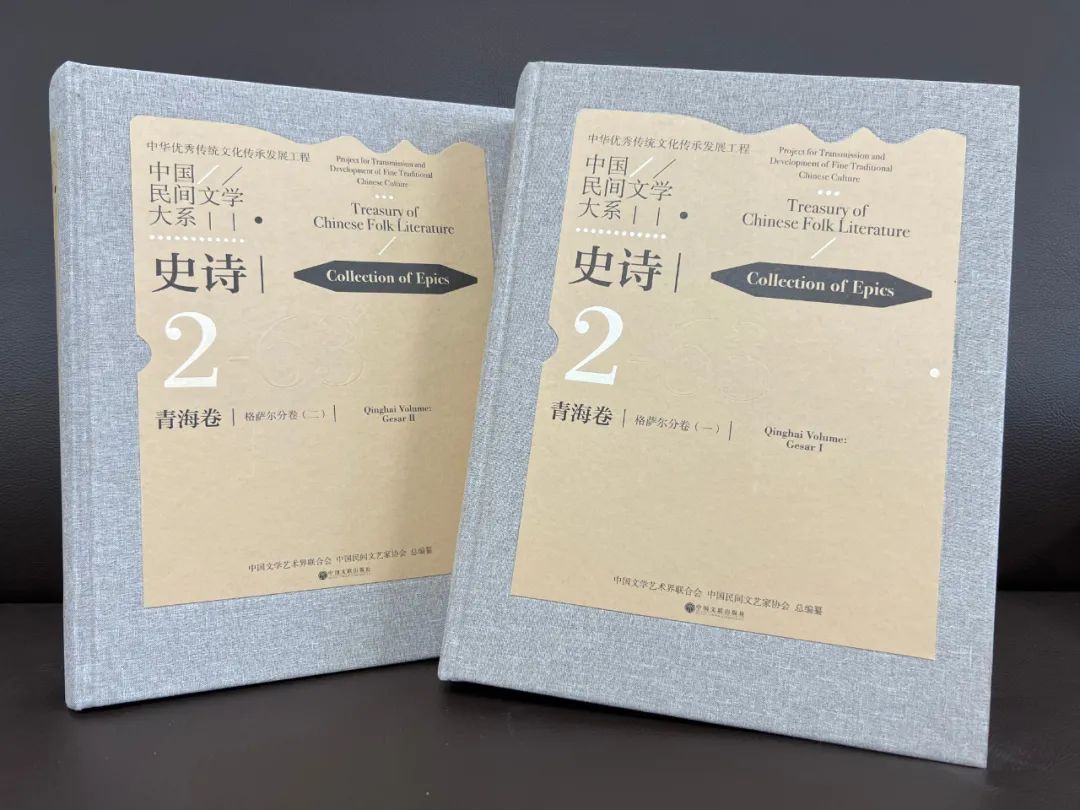 中华优秀传统文化传承发展工程
中国
民间文学
大系
Project for Transmission and
Development of Fine Traditional
Chinese Culture
Treasury of
Chinese Folk Literature
史诗
Collection of Epics
2
青海卷
格萨尔分卷（二）
Qinghai Volume:
Gesar II
中国文学艺术界联合会 中国民间文艺家协会 总编纂
中国文联出版社
中华优秀传统文化传承发展工程
中国
民间文学
大系
Project for Transmission and
Development of Fine Traditional
Chinese Culture
Treasury of
Chinese Folk Literature
史诗
Collection of Epics
2
青海卷
格萨尔分卷（一）
Qinghai Volume:
Gesar I
中国文学艺术界联合会 中国民间文艺家协会 总编纂
中国文联出版社